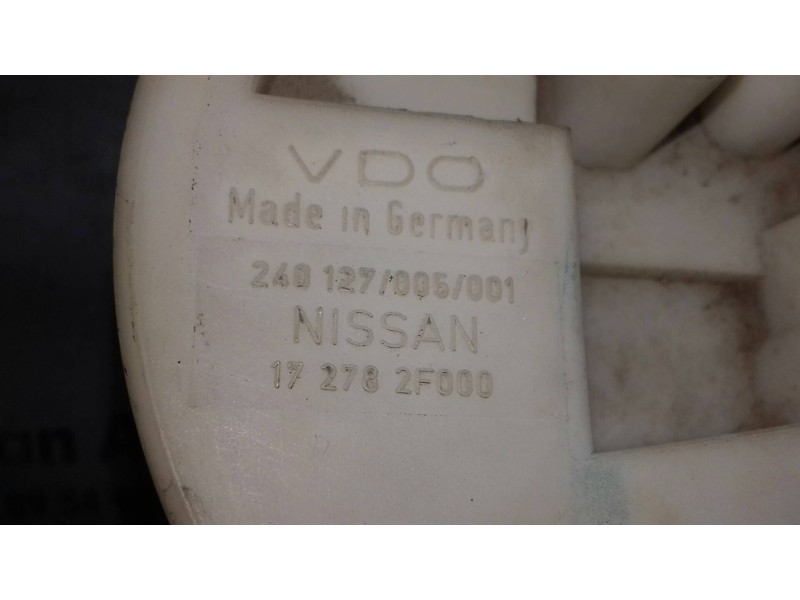 VDO
Made in Germany
240 127/005/001
NISSAN
17 278 2F000